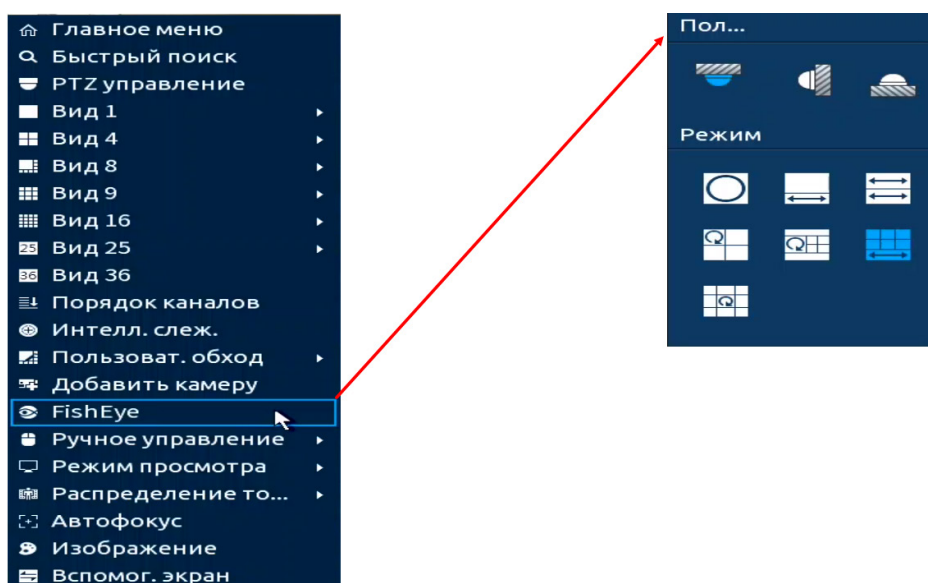 Главное меню
Быстрый поиск
PTZ управление
Вид 1
Вид 4
Вид 8
Вид 9
Вид 16
25 Вид 25
36 Вид 36
Порядок каналов
Интелл. слеж.
Пользоват. обход
Добавить камеру
FishEye
Ручное управление
Режим просмотра
Распределение то...
Автофокус
Изображение
Вспомог. экран
Пол...
Режим